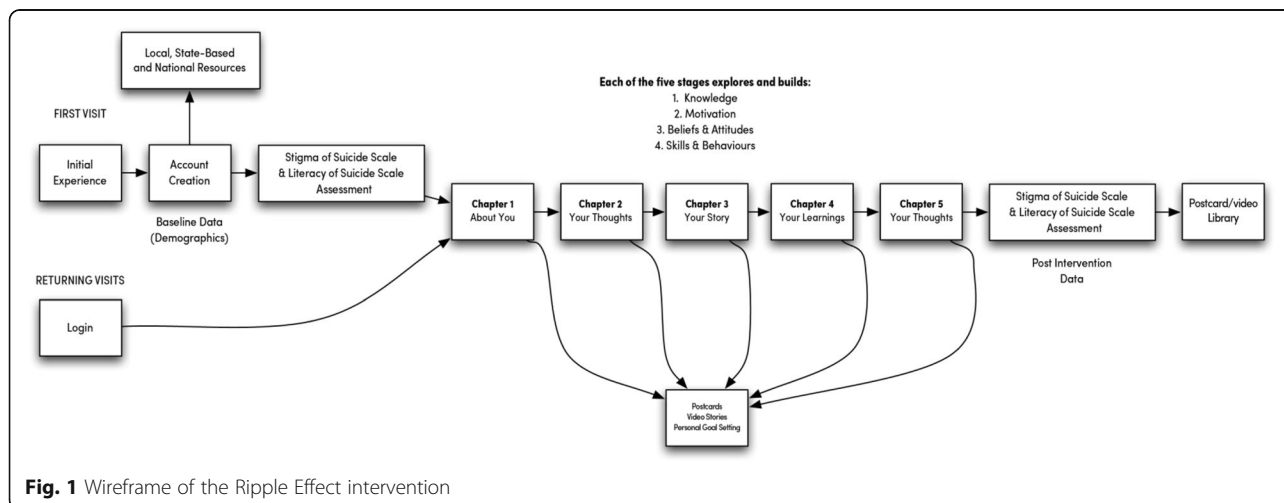 Local, State-Based
and National Resources
FIRST VISIT
Initial
Experience
Account
Creation
Baseline Data
(Demographics)
Stigma of Suicide Scale
& Literacy of Suicide Scale
Assessment
Each of the five stages explores and builds:
1. Knowledge
2. Motivation
3. Beliefs & Attitudes
4. Skills & Behaviours
Chapter 1
About You
Chapter 2
Your Thoughts
Chapter 3
Your Story
Chapter 4
Your Learnings
Chapter 5
Your Thoughts
Stigma of Suicide Scale
& Literacy of Suicide Scale
Assessment
Post Intervention
Data
Postcard/video
Library
RETURNING VISITS
Login
Postcards
Video Stories
Personal Goal Setting
Fig. 1 Wireframe of the Ripple Effect intervention